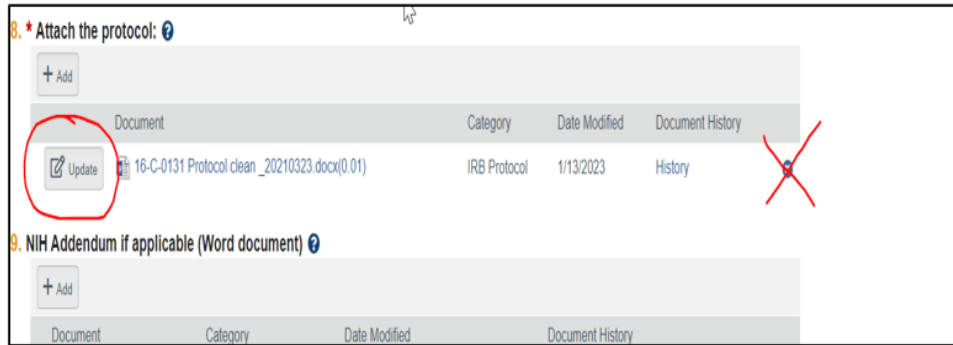 8. * Attach the protocol: ?
+ Add
Document Category Date Modified Document History
Update 16-C-0131 Protocol clean _20210323.docx(0.01) IRB Protocol 1/13/2023 History
9. NIH Addendum if applicable (Word document) ?
+ Add
Document Category Date Modified Document History